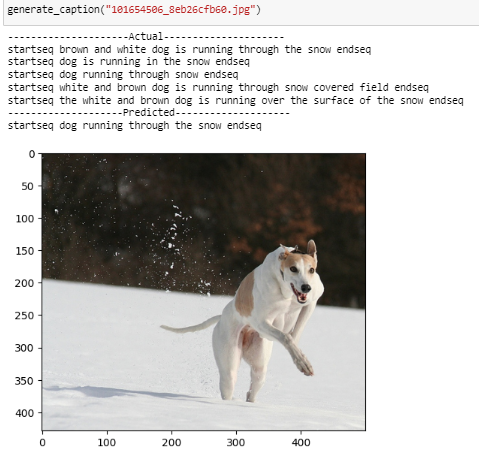 generate_caption("101654506_8eb26cfb60.jpg")
---------------------Actual---------------------
startseq brown and white dog is running through the snow endseq
startseq dog is running in the snow endseq
startseq dog running through snow endseq
startseq white and brown dog is running through snow covered field endseq
startseq the white and brown dog is running over the surface of the snow endseq
--------------------Predicted--------------------
startseq dog running through the snow endseq
0
50
100
150
200
250
300
350
400
0 100 200 300 400